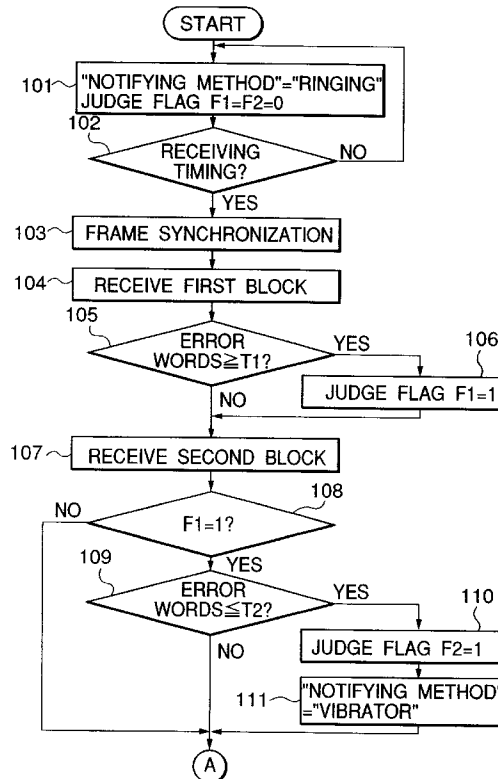 START
101
"NOTIFYING METHOD"="RINGING"
JUDGE FLAG F1=F2=0
102
RECEIVING
TIMING?
NO
YES
103
FRAME SYNCHRONIZATION
104
RECEIVE FIRST BLOCK
105
ERROR
WORDS≧T1?
YES
106
JUDGE FLAG F1=1
NO
107
RECEIVE SECOND BLOCK
108
NO
F1=1?
YES
109
ERROR
WORDS≦T2?
YES
110
JUDGE FLAG F2=1
NO
111
"NOTIFYING METHOD"
="VIBRATOR"
A